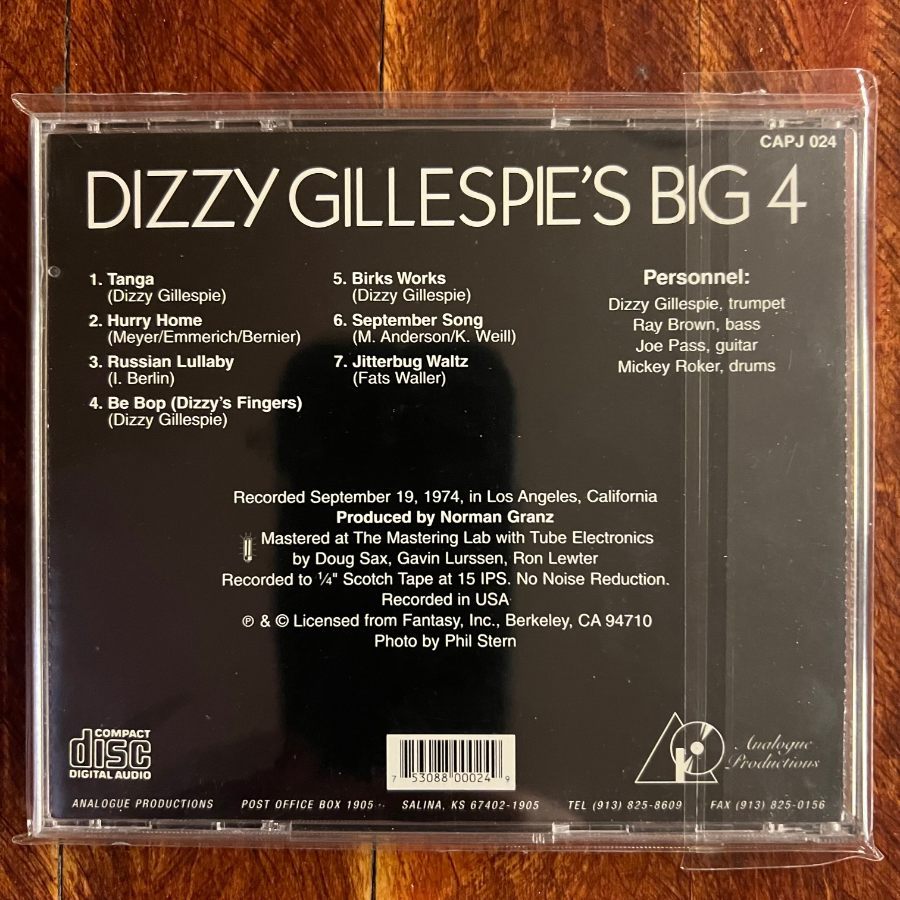 CAPJ 024
DIZZY GILLESPIE'S BIG 4
1. Tanga
(Dizzy Gillespie)
2. Hurry Home
(Meyer/Emmerich/Bernier)
3. Russian Lullaby
(I. Berlin)
4. Be Bop (Dizzy's Fingers)
(Dizzy Gillespie)
5. Birks Works
(Dizzy Gillespie)
6. September Song
(M. Anderson/K. Weill)
7. Jitterbug Waltz
(Fats Waller)
Personnel:
Dizzy Gillespie, trumpet
Ray Brown, bass
Joe Pass, guitar
Mickey Roker, drums
Recorded September 19, 1974, in Los Angeles, California
Produced by Norman Granz
Mastered at The Mastering Lab with Tube Electronics
by Doug Sax, Gavin Lurssen, Ron Lewter
Recorded to ¼" Scotch Tape at 15 IPS. No Noise Reduction.
Recorded in USA
℗ & © Licensed from Fantasy, Inc., Berkeley, CA 94710
Photo by Phil Stern
COMPACT
disc
DIGITAL AUDIO
7 53088 00024 9
Analogue
Productions
ANALOGUE PRODUCTIONS POST OFFICE BOX 1905 SALINA, KS 67402-1905 TEL (913) 825-8609 FAX (913) 825-0156